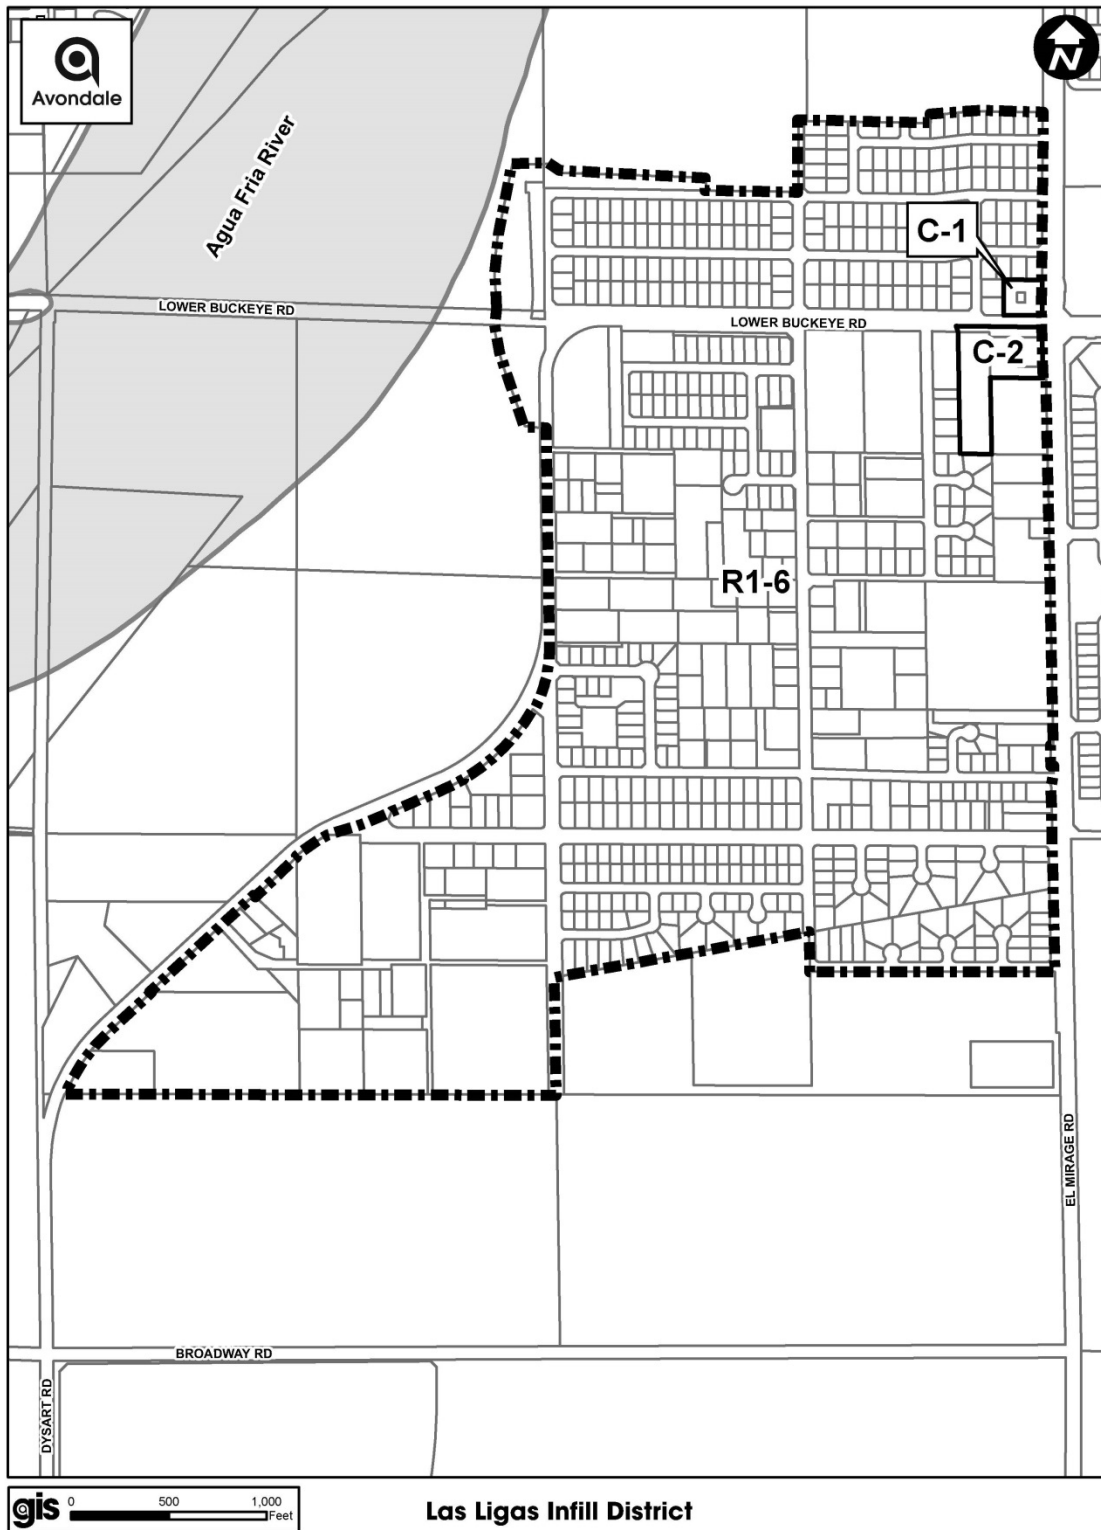 Avondale
N
Agua Fria River
C-1
LOWER BUCKEYE RD
LOWER BUCKEYE RD
C-2
R1-6
EL MIRAGE RD
BROADWAY RD
DYSART RD
gis
0 500 1,000
Feet
Las Ligas Infill District